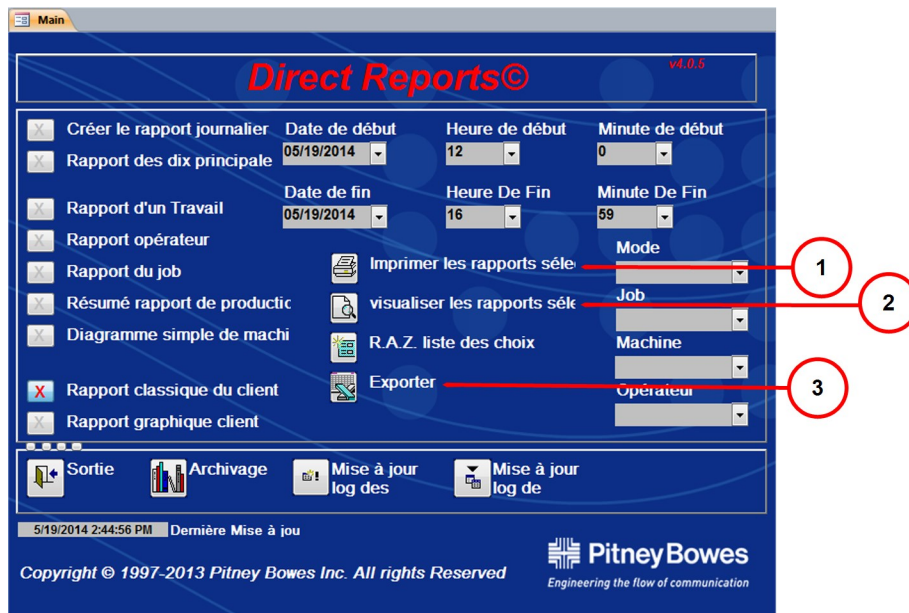 Main
Direct Reports©
v4.0.5
X Créer le rapport journalier
X Rapport des dix principale
X Rapport d'un Travail
X Rapport opérateur
X Rapport du job
X Résumé rapport de productic
X Diagramme simple de machi
X Rapport classique du client
X Rapport graphique client
Date de début Heure de début Minute de début
05/19/2014 12 0
Date de fin Heure De Fin Minute De Fin
05/19/2014 16 59
Imprimer les rapports séle
visualiser les rapports séle
R.A.Z. liste des choix
Exporter
Mode
Job
Machine
Opérateur
1
2
3
Sortie
Archivage
Mise à jour
log des
Mise à jour
log de
5/19/2014 2:44:56 PM Dernière Mise à jou
Copyright © 1997-2013 Pitney Bowes Inc. All rights Reserved
Pitney Bowes
Engineering the flow of communication